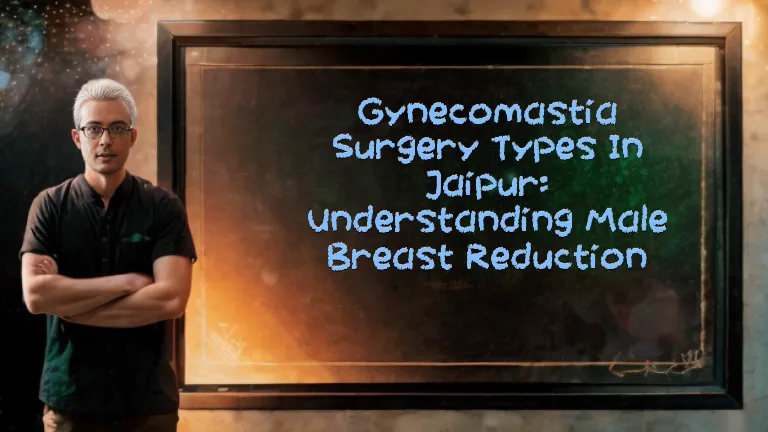 Gynecomastia
Surgery Types In
Jaipur:
Understanding Male
Breast Reduction